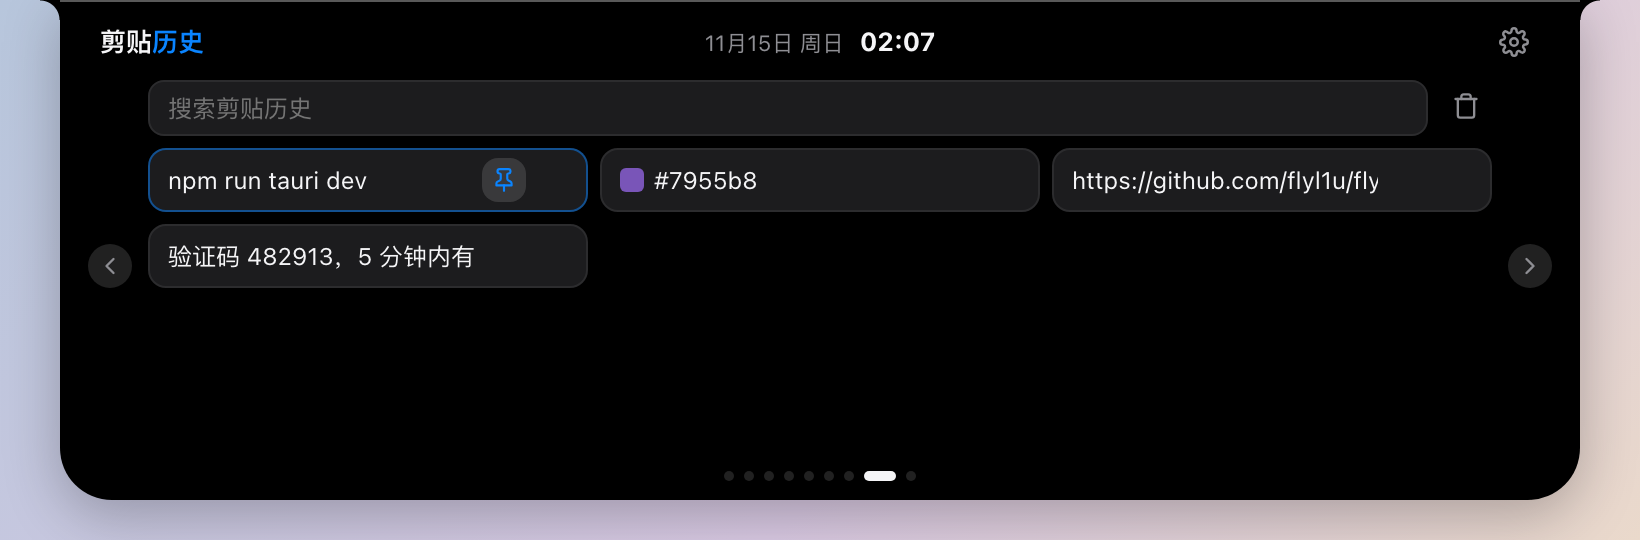 剪贴历史
11月15日 周日 02:07
搜索剪贴历史
npm run tauri dev
#7955b8
https://github.com/flyl1u/fly
验证码 482913，5 分钟内有